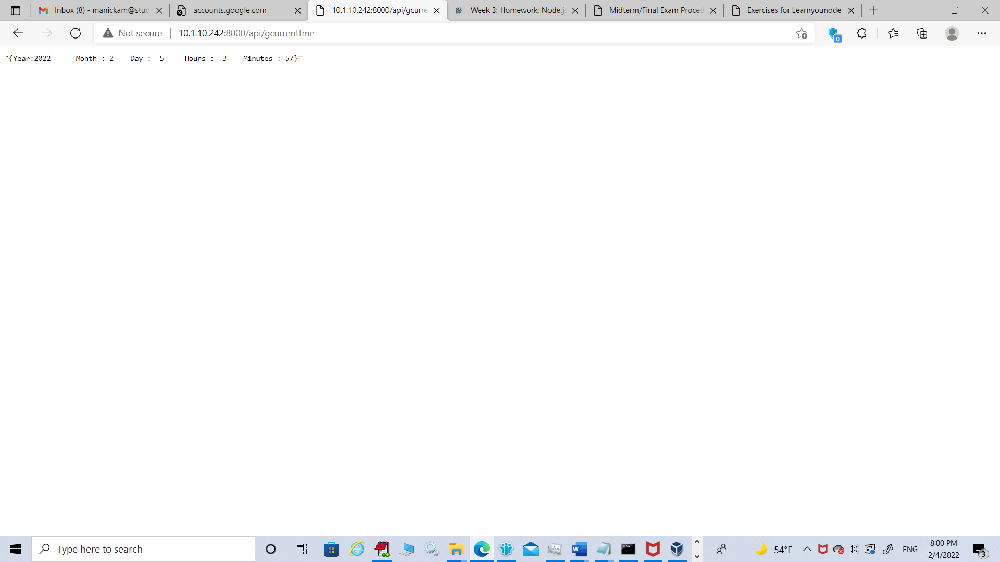 Inbox (8) - manickam@stud
accounts.google.com
10.1.10.242:8000/api/gcurre
Week 3: Homework: Node.js
Midterm/Final Exam Proced
Exercises for Learnyounode
Not secure
10.1.10.242:8000/api/gcurrenttme
0
"{Year:2022      Month : 2    Day :  5     Hours :  3    Minutes : 57}"
Type here to search
54°F
ENG
8:00 PM
2/4/2022
3